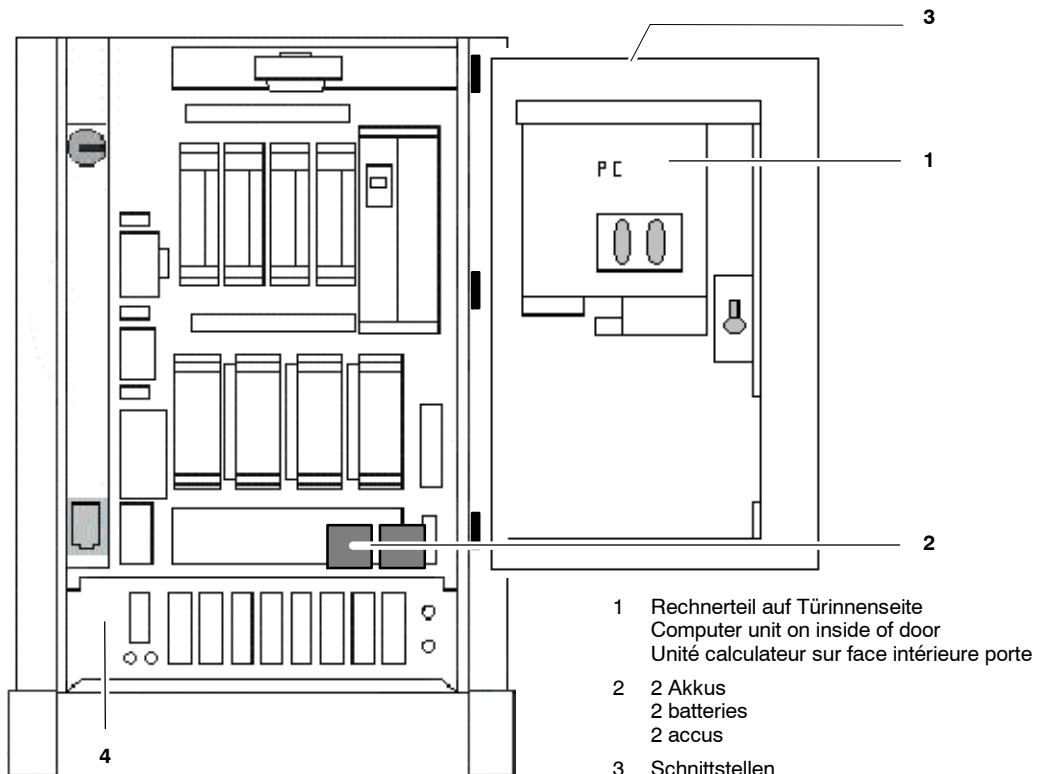 3
1
PC
2
1 Rechnerteil auf Türinnenseite
Computer unit on inside of door
Unité calculateur sur face intérieure porte
2 2 Akkus
2 batteries
2 accus
4
3 Schnittstellen